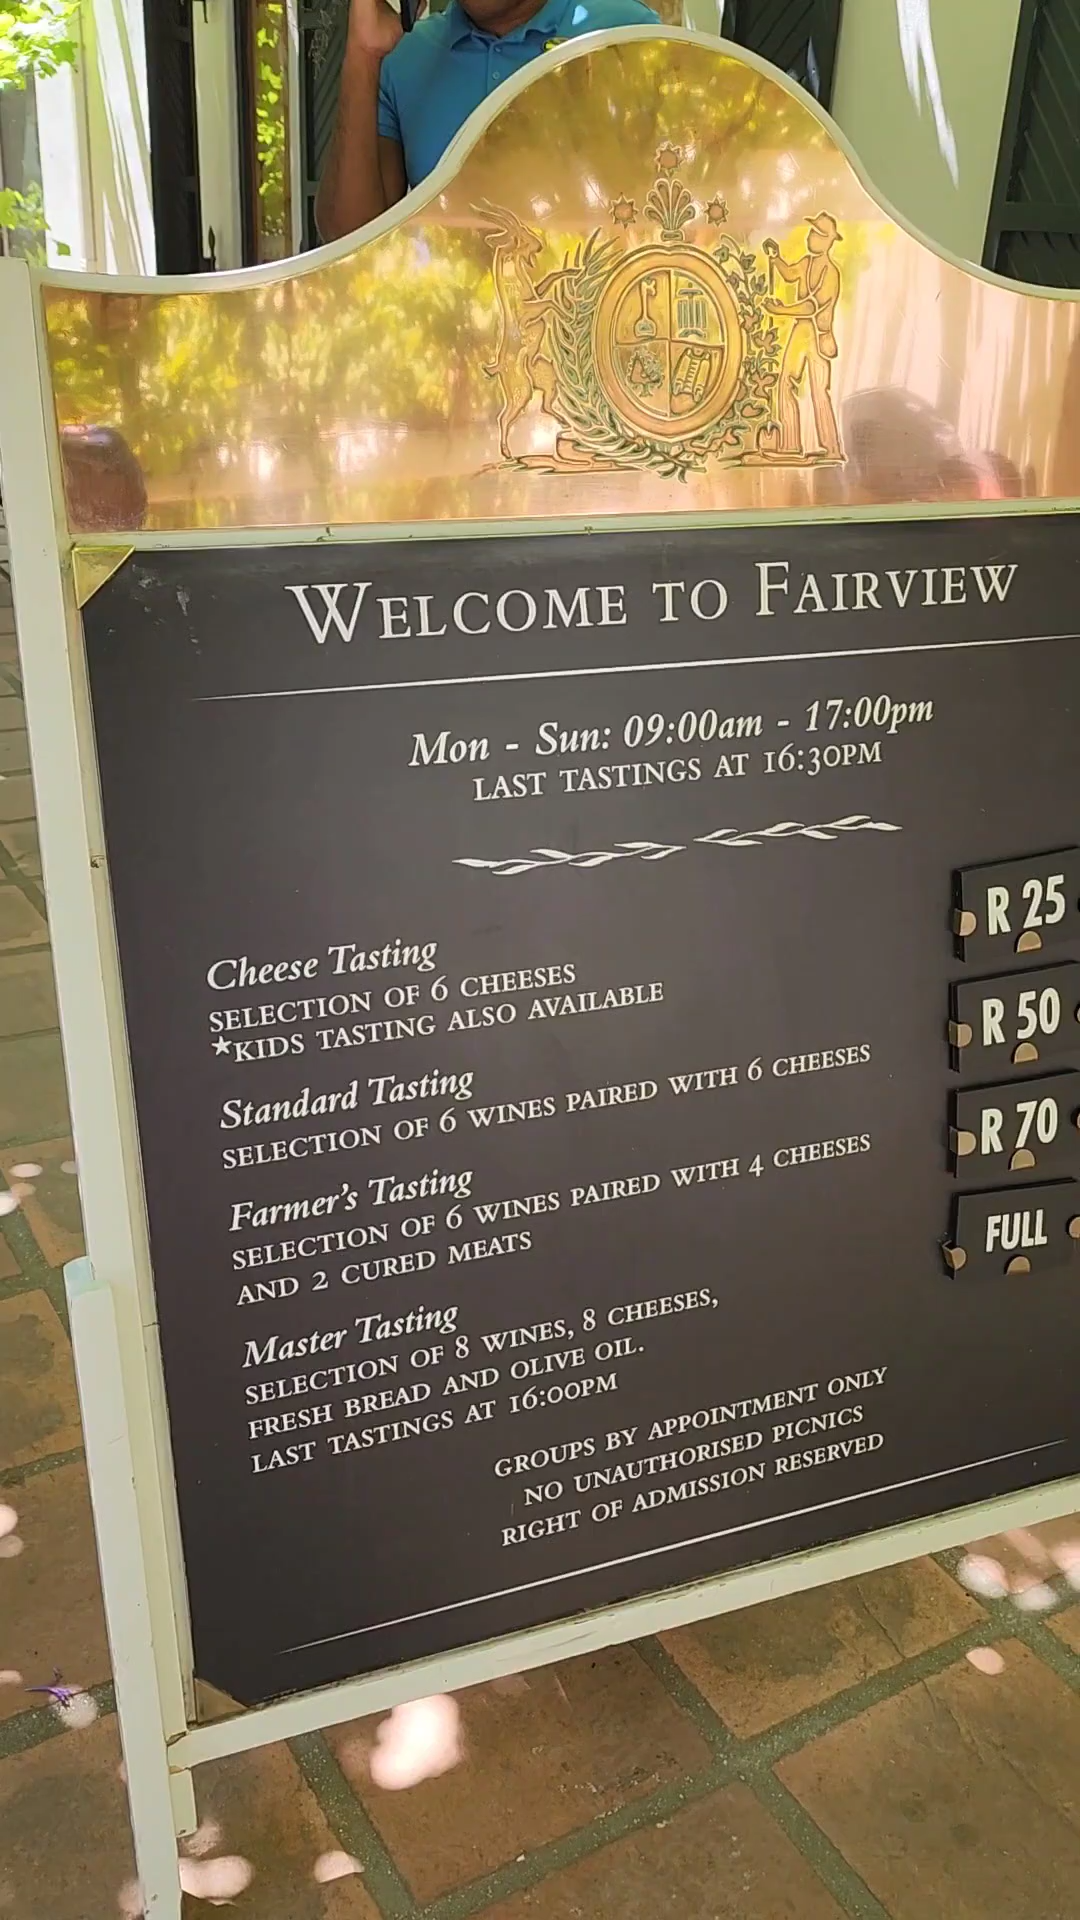 WELCOME TO FAIRVIEW
Mon - Sun: 09:00am - 17:00pm
LAST TASTINGS AT 16:30PM
Cheese Tasting
SELECTION OF 6 CHEESES
*KIDS TASTING ALSO AVAILABLE
R 25
Standard Tasting
SELECTION OF 6 WINES PAIRED WITH 6 CHEESES
R 50
Farmer's Tasting
SELECTION OF 6 WINES PAIRED WITH 4 CHEESES
AND 2 CURED MEATS
R 70
Master Tasting
SELECTION OF 8 WINES, 8 CHEESES,
FRESH BREAD AND OLIVE OIL.
LAST TASTINGS AT 16:00PM
FULL
GROUPS BY APPOINTMENT ONLY
NO UNAUTHORISED PICNICS
RIGHT OF ADMISSION RESERVED